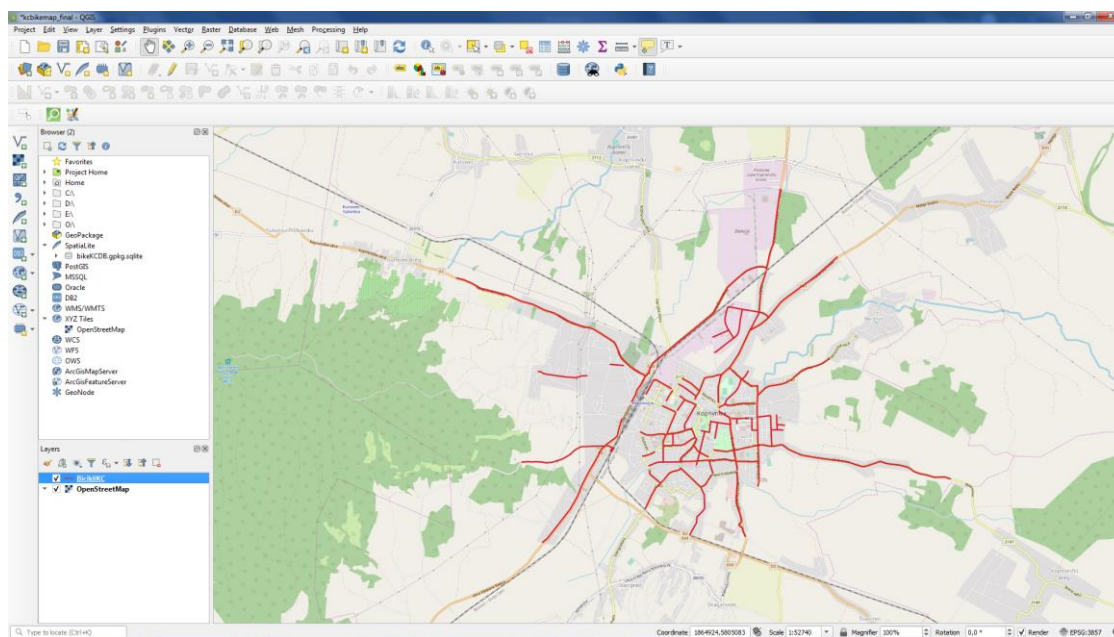 *kcbikemap_final - QGIS
Project Edit View Layer Settings Plugins Vector Raster Database Web Mesh Processing Help
Browser (2)
Favorites
Project Home
Home
C:\
D:\
E:\
O:\
GeoPackage
SpatiaLite
bikeKCDB.gpkg.sqlite
PostGIS
MSSQL
Oracle
DB2
WMS/WMTS
XYZ Tiles
OpenStreetMap
WCS
WFS
OWS
ArcGisMapServer
ArcGisFeatureServer
GeoNode
Layers
BicikliKC
OpenStreetMap
Koprivnica
Type to locate (Ctrl+K)
Coordinate 1864924,5805083 Scale 1:52740 Magnifier 100% Rotation 0,0 ° Render EPSG:3857